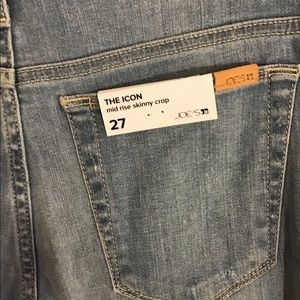 THE ICON
mid rise skinny crop
27
JOE'S
JOE'S